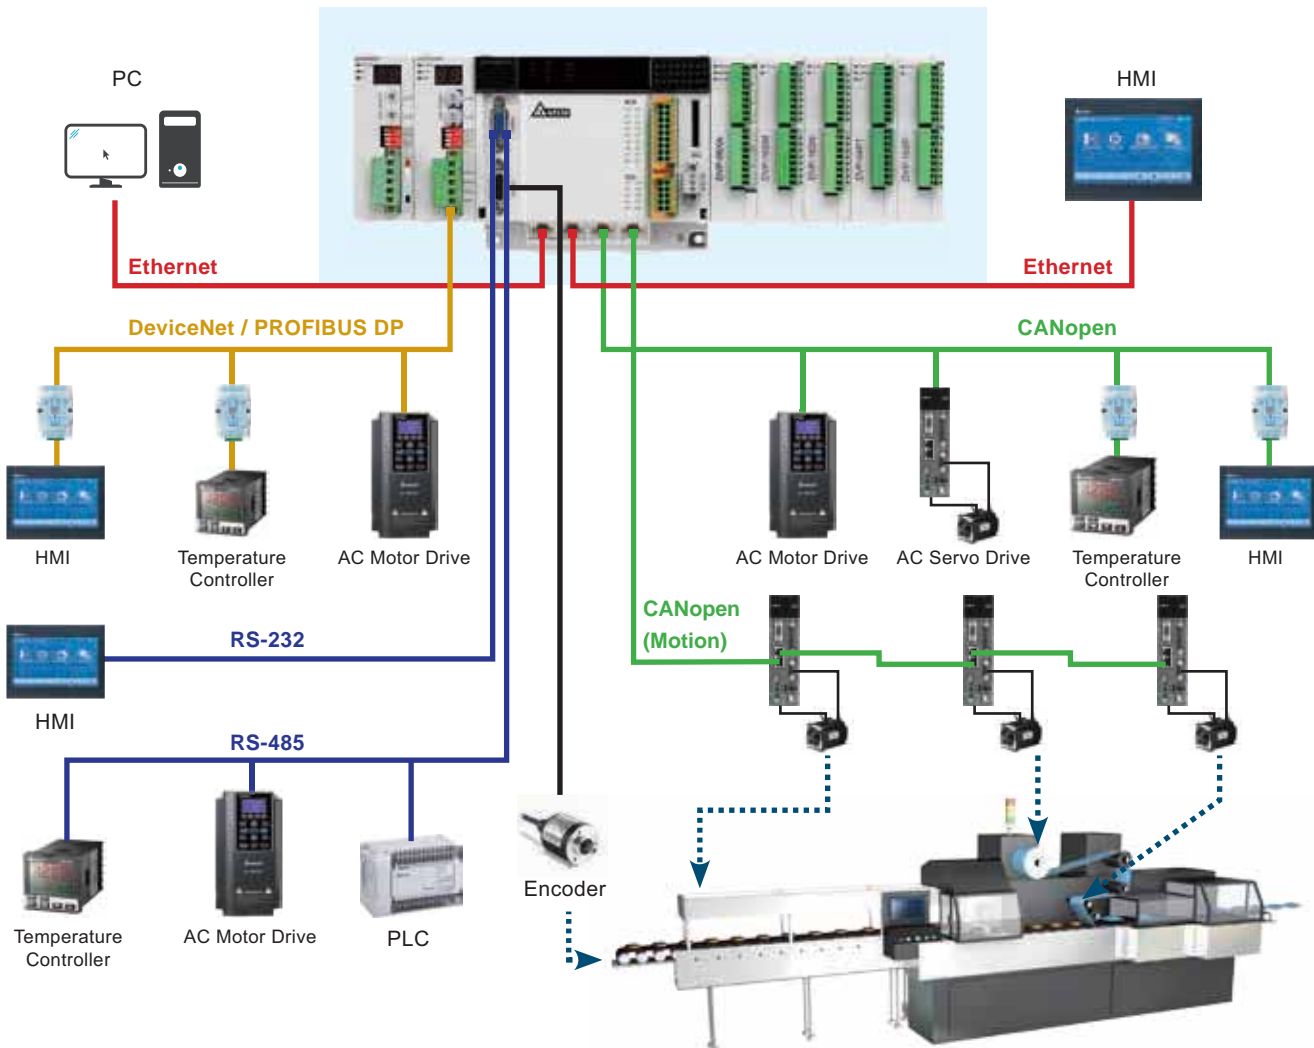 PC
HMI
Ethernet
Ethernet
DeviceNet / PROFIBUS DP
CANopen
HMI
Temperature
Controller
AC Motor Drive
AC Motor Drive
AC Servo Drive
Temperature
Controller
HMI
CANopen
(Motion)
RS-232
HMI
RS-485
Encoder
Temperature
Controller
AC Motor Drive
PLC